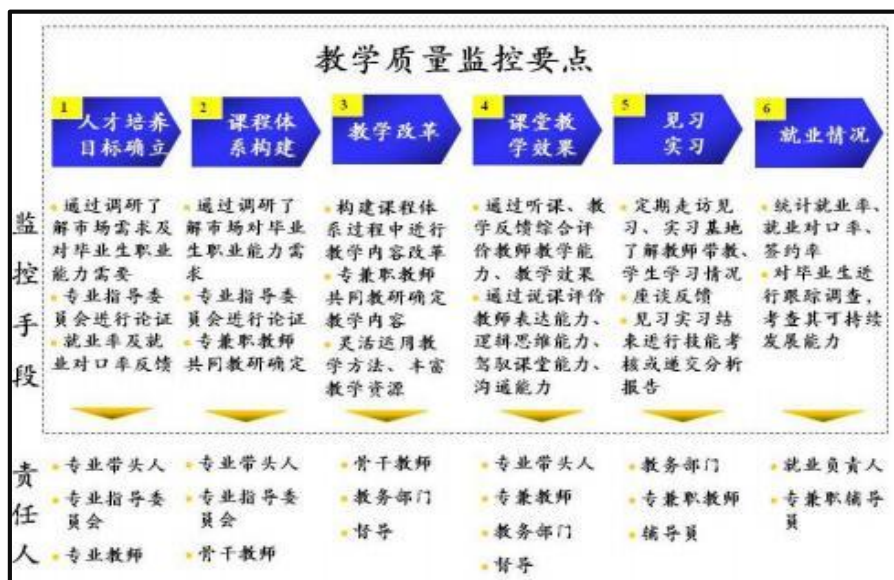 教学质量监控要点
1
人才培养
目标确立
2
课程体
系构建
3
教学改革
4
课堂教
学效果
5
见习
实习
6
就业情况
监控手段
通过调研了
解市场需求及
对毕业生职业
能力需要
专业指导委
员会进行论证
就业率及就
业对口率反馈
通过调研了
解市场对毕业
生职业能力需
求
专业指导委
员会进行论证
专兼职教师
共同教研确定
构建课程体
系过程中进行
教学内容改革
专兼职教师
共同教研确定
教学内容
灵活运用教
学方法、丰富
教学资源
通过听课、教
学反馈综合评
价教师教学能
力、教学效果
通过说课评价
教师表达能力、
逻辑思维能力、
驾驭课堂能力、
沟通能力
定期走访见
习、实习基地
了解教师带教、
学生学习情况
座谈反馈
见习实习结
束进行技能考
核或递交分析
报告
统计就业率、
就业对口率、
签约率
对毕业生进
行跟踪调查，
考查其可持续
发展能力
责任人
专业带头人
专业指导委
员会
专业教师
专业带头人
专业指导委
员会
骨干教师
骨干教师
教务部门
督导
专业带头人
专兼教师
教务部门
督导
教务部门
专兼职教师
辅导员
就业负责人
专兼职辅导
员